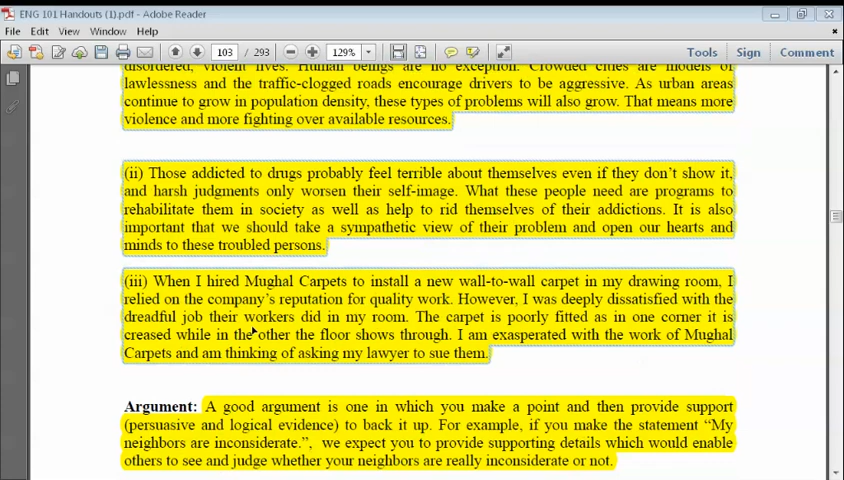 ENG 101 Handouts (1).pdf - Adobe Reader
File Edit View Window Help
103 / 293 129% Tools Sign Comment
disordered, violent lives. Human beings are no exception. Crowded cities are models of
lawlessness and the traffic-clogged roads encourage drivers to be aggressive. As urban areas
continue to grow in population density, these types of problems will also grow. That means more
violence and more fighting over available resources.
(ii) Those addicted to drugs probably feel terrible about themselves even if they don't show it,
and harsh judgments only worsen their self-image. What these people need are programs to
rehabilitate them in society as well as help to rid themselves of their addictions. It is also
important that we should take a sympathetic view of their problem and open our hearts and
minds to these troubled persons.
(iii) When I hired Mughal Carpets to install a new wall-to-wall carpet in my drawing room, I
relied on the company's reputation for quality work. However, I was deeply dissatisfied with the
dreadful job their workers did in my room. The carpet is poorly fitted as in one corner it is
creased while in the other the floor shows through. I am exasperated with the work of Mughal
Carpets and am thinking of asking my lawyer to sue them.
Argument: A good argument is one in which you make a point and then provide support
(persuasive and logical evidence) to back it up. For example, if you make the statement “My
neighbors are inconsiderate.”, we expect you to provide supporting details which would enable
others to see and judge whether your neighbors are really inconsiderate or not.